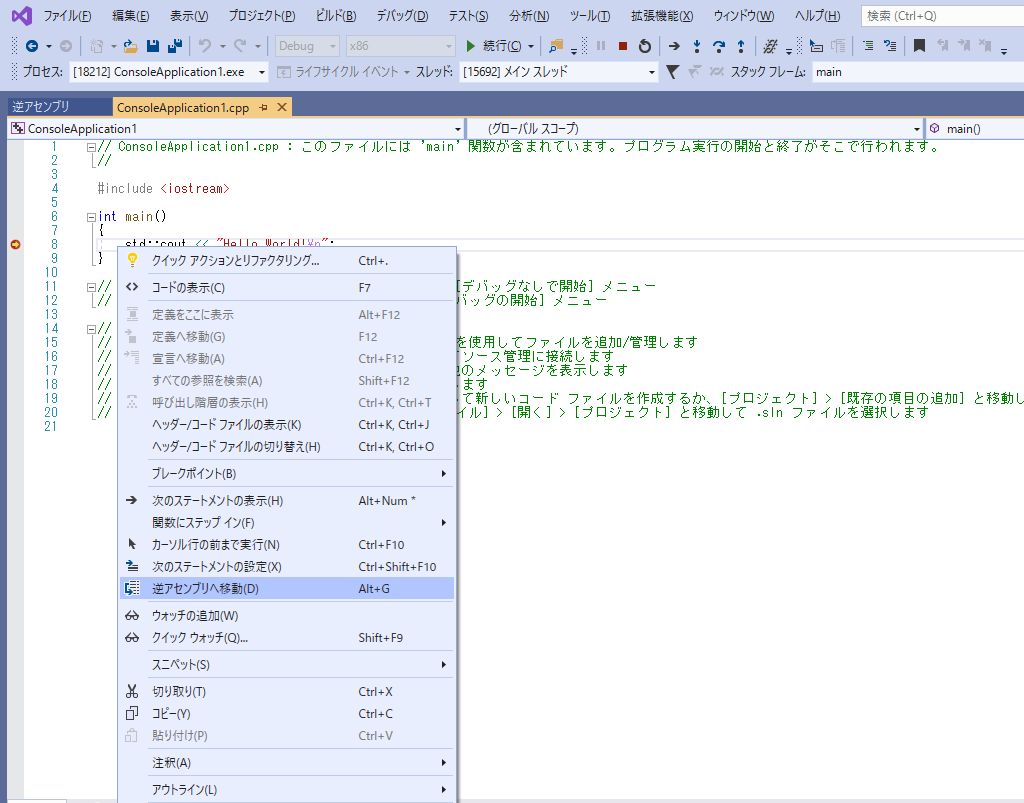 ファイル(F) 編集(E) 表示(V) プロジェクト(P) ビルド(B) デバッグ(D) テスト(S) 分析(N) ツール(T) 拡張機能(X) ウィンドウ(W) ヘルプ(H) 検索 (Ctrl+Q)
Debug x86 続行(C)
プロセス: [18212] ConsoleApplication1.exe ライフサイクル イベント スレッド: [15692] メイン スレッド スタック フレーム: main
逆アセンブリ ConsoleApplication1.cpp
ConsoleApplication1 (グローバル スコープ) main()
1 // ConsoleApplication1.cpp : このファイルには 'main' 関数が含まれています。プログラム実行の開始と終了がそこで行われます。
2 //
3
4 #include <iostream>
5
6 int main()
7 {
8 std::cout << "Hello World!\n";
9 }
10
11 // [デバッグなしで開始] メニュー
12 // バッグの開始] メニュー
13
14 //
15 // を使用してファイルを追加/管理します
16 // ソース管理に接続します
17 // のメッセージを表示します
18 // します
19 // て新しいコード ファイルを作成するか、[プロジェクト] > [既存の項目の追加] と移動し
20 // イル] > [開く] > [プロジェクト] と移動して .sln ファイルを選択します
21
クイック アクションとリファクタリング... Ctrl+.
コードの表示(C) F7
定義をここに表示 Alt+F12
定義へ移動(G) F12
宣言へ移動(A) Ctrl+F12
すべての参照を検索(A) Shift+F12
呼び出し階層の表示(H) Ctrl+K, Ctrl+T
ヘッダー/コード ファイルの表示(K) Ctrl+K, Ctrl+J
ヘッダー/コード ファイルの切り替え(H) Ctrl+K, Ctrl+O
ブレークポイント(B)
次のステートメントの表示(H) Alt+Num *
関数にステップ イン(F)
カーソル行の前まで実行(N) Ctrl+F10
次のステートメントの設定(X) Ctrl+Shift+F10
逆アセンブリへ移動(D) Alt+G
ウォッチの追加(W)
クイック ウォッチ(Q)... Shift+F9
スニペット(S)
切り取り(T) Ctrl+X
コピー(Y) Ctrl+C
貼り付け(P) Ctrl+V
注釈(A)
アウトライン(L)